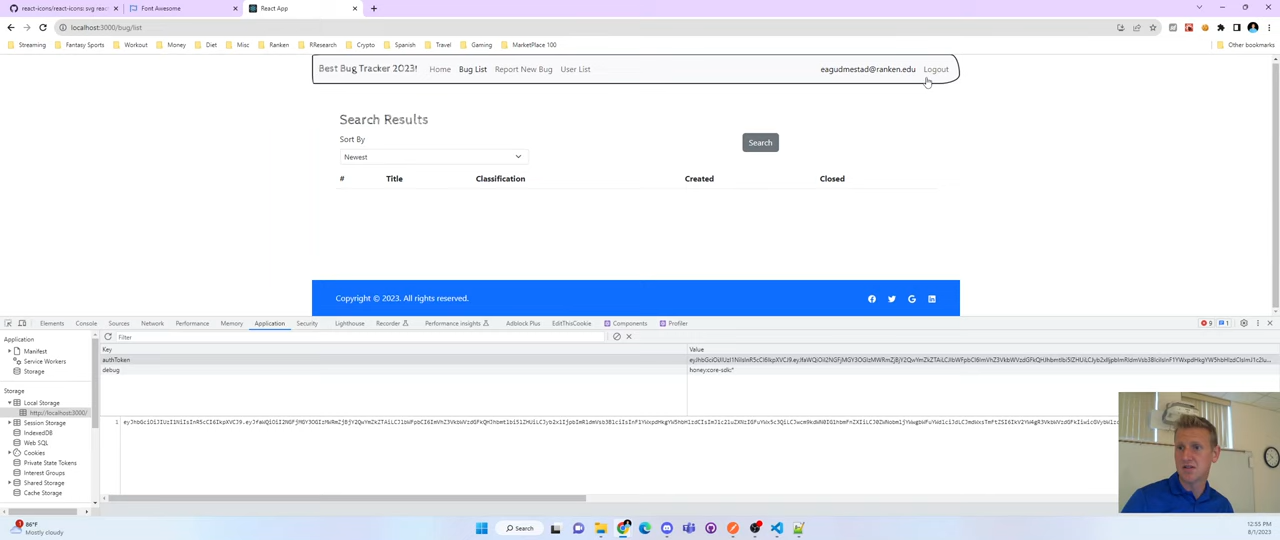 react-icons/react-icons: svg reac
Font Awesome
React App
localhost:3000/bug/list
Streaming
Fantasy Sports
Workout
Money
Diet
Misc
Ranken
RResearch
Crypto
Spanish
Travel
Gaming
MarketPlace 100
Other bookmarks
Best Bug Tracker 2023!
Home
Bug List
Report New Bug
User List
eagudmestad@ranken.edu
Logout
Search Results
Sort By
Newest
Search
# Title Classification Created Closed
Copyright © 2023. All rights reserved.
Elements Console Sources Network Performance Memory Application Security Lighthouse Recorder Performance insights Adblock Plus EditThisCookie Components Profiler
9 1
Application
Manifest
Service Workers
Storage
Storage
Local Storage
http://localhost:3000/
Session Storage
IndexedDB
Web SQL
Cookies
Private State Tokens
Interest Groups
Shared Storage
Cache Storage
Filter
Key Value
authToken
debug honey:core-sdk:*
1
86°F
Mostly cloudy
Search
12:55 PM
8/1/2023